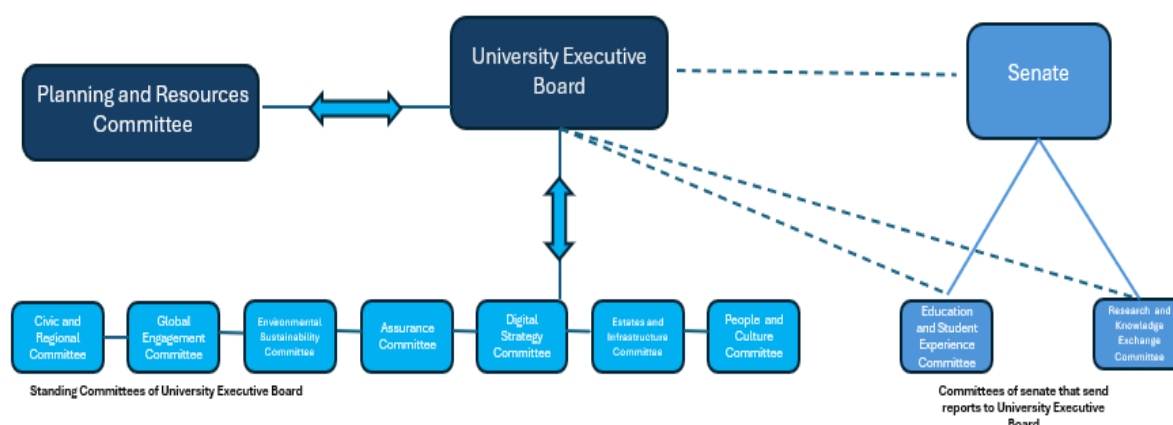 University Executive
Board
Senate
Planning and Resources
Committee
Civic and
Regional
Committee
Global
Engagement
Committee
Environmental
Sustainability
Committee
Assurance
Committee
Digital
Strategy
Committee
Estates and
Infrastructure
Committee
People and
Culture
Committee
Education
and Student
Experience
Committee
Research and
Knowledge
Exchange
Committee
Standing Committees of University Executive Board
Committees of senate that send
reports to University Executive
Board